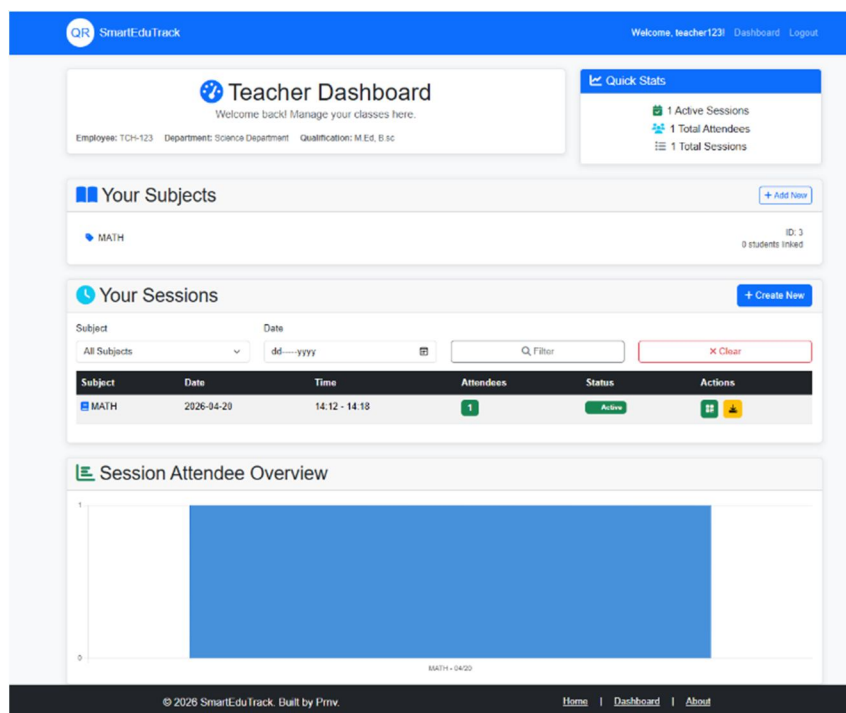 QR SmartEduTrack
Welcome, teacher123! Dashboard Logout
Teacher Dashboard
Welcome back! Manage your classes here.
Employee: TCH-123 Department: Science Department Qualification: M.Ed, B.sc
Quick Stats
1 Active Sessions
1 Total Attendees
1 Total Sessions
Your Subjects
+ Add New
MATH
ID: 3
0 students linked
Your Sessions
+ Create New
Subject Date
All Subjects dd-----yyyy Filter × Clear
Subject Date Time Attendees Status Actions
MATH 2026-04-20 14:12 - 14:18 1 Active
Session Attendee Overview
1
0
MATH - 04/20
© 2026 SmartEduTrack. Built by Prnv.
Home | Dashboard | About